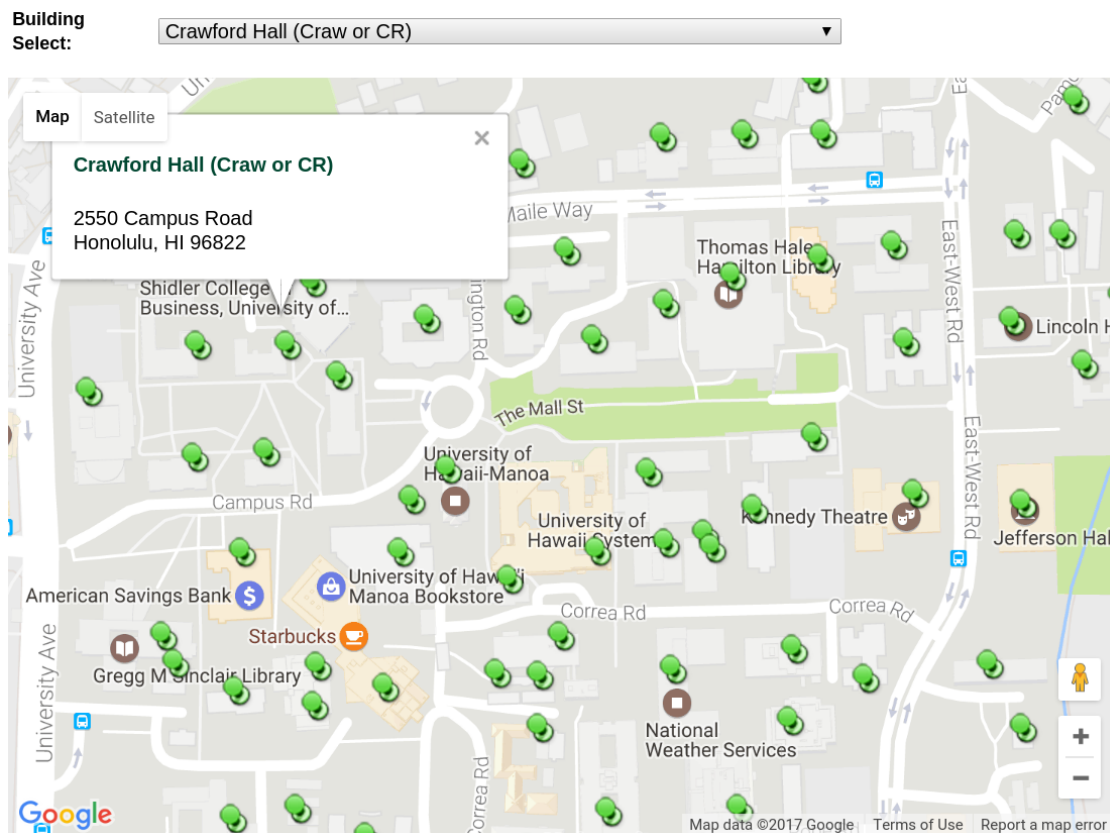 Building
Select:
Crawford Hall (Craw or CR)
Map
Satellite
Crawford Hall (Craw or CR)
2550 Campus Road
Honolulu, HI 96822
Maile Way
Thomas Hale
Hamilton Library
Shidler College
Business, University of...
University Ave
East-West Rd
Lincoln H
The Mall St
University of
Hawaii-Manoa
Campus Rd
East-West Rd
University of
Hawaii System
Kennedy Theatre
Jefferson Hal
American Savings Bank
University of Hawai'i
Manoa Bookstore
Correa Rd
Correa Rd
Starbucks
Gregg M Sinclair Library
University Ave
National
Weather Services
Correa Rd
Google
Map data ©2017 Google
Terms of Use
Report a map error